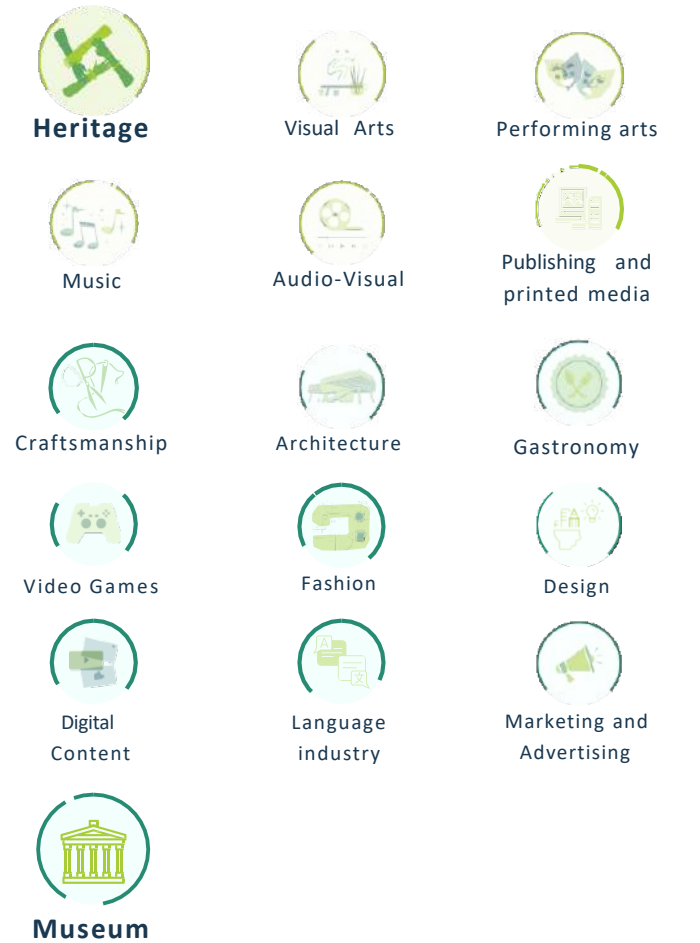 Heritage
Visual Arts
Performing arts
Music
Audio-Visual
Publishing and
printed media
Craftsmanship
Architecture
Gastronomy
Video Games
Fashion
Design
Digital
Content
Language
industry
Marketing and
Advertising
Museum